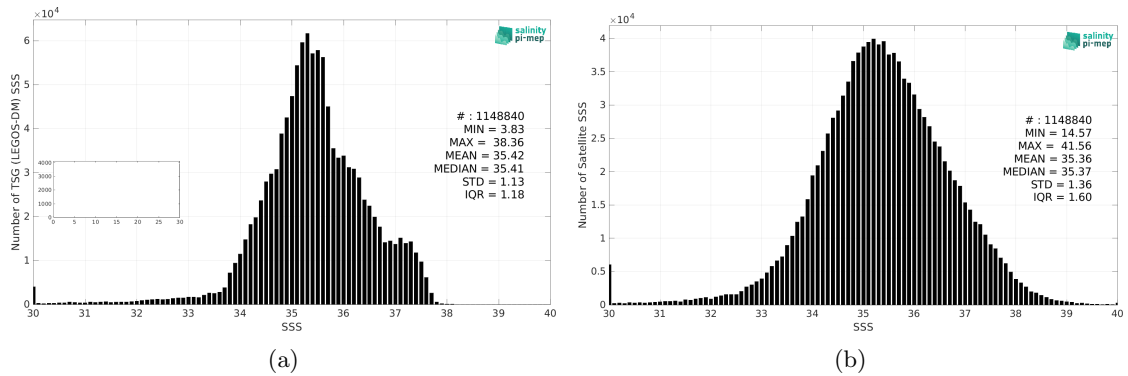 ×10⁴
6
5
4
3
2
1
0
Number of TSG (LEGOS-DM) SSS
salinity
pi-mep
# : 1148840
MIN = 3.83
MAX = 38.36
MEAN = 35.42
MEDIAN = 35.41
STD = 1.13
IQR = 1.18
4000
3000
2000
1000
0
0 5 10 15 20 25 30
30 31 32 33 34 35 36 37 38 39 40
SSS
(a)
×10⁴
4
3.5
3
2.5
2
1.5
1
0.5
0
Number of Satellite SSS
salinity
pi-mep
# : 1148840
MIN = 14.57
MAX = 41.56
MEAN = 35.36
MEDIAN = 35.37
STD = 1.36
IQR = 1.60
30 31 32 33 34 35 36 37 38 39 40
SSS
(b)